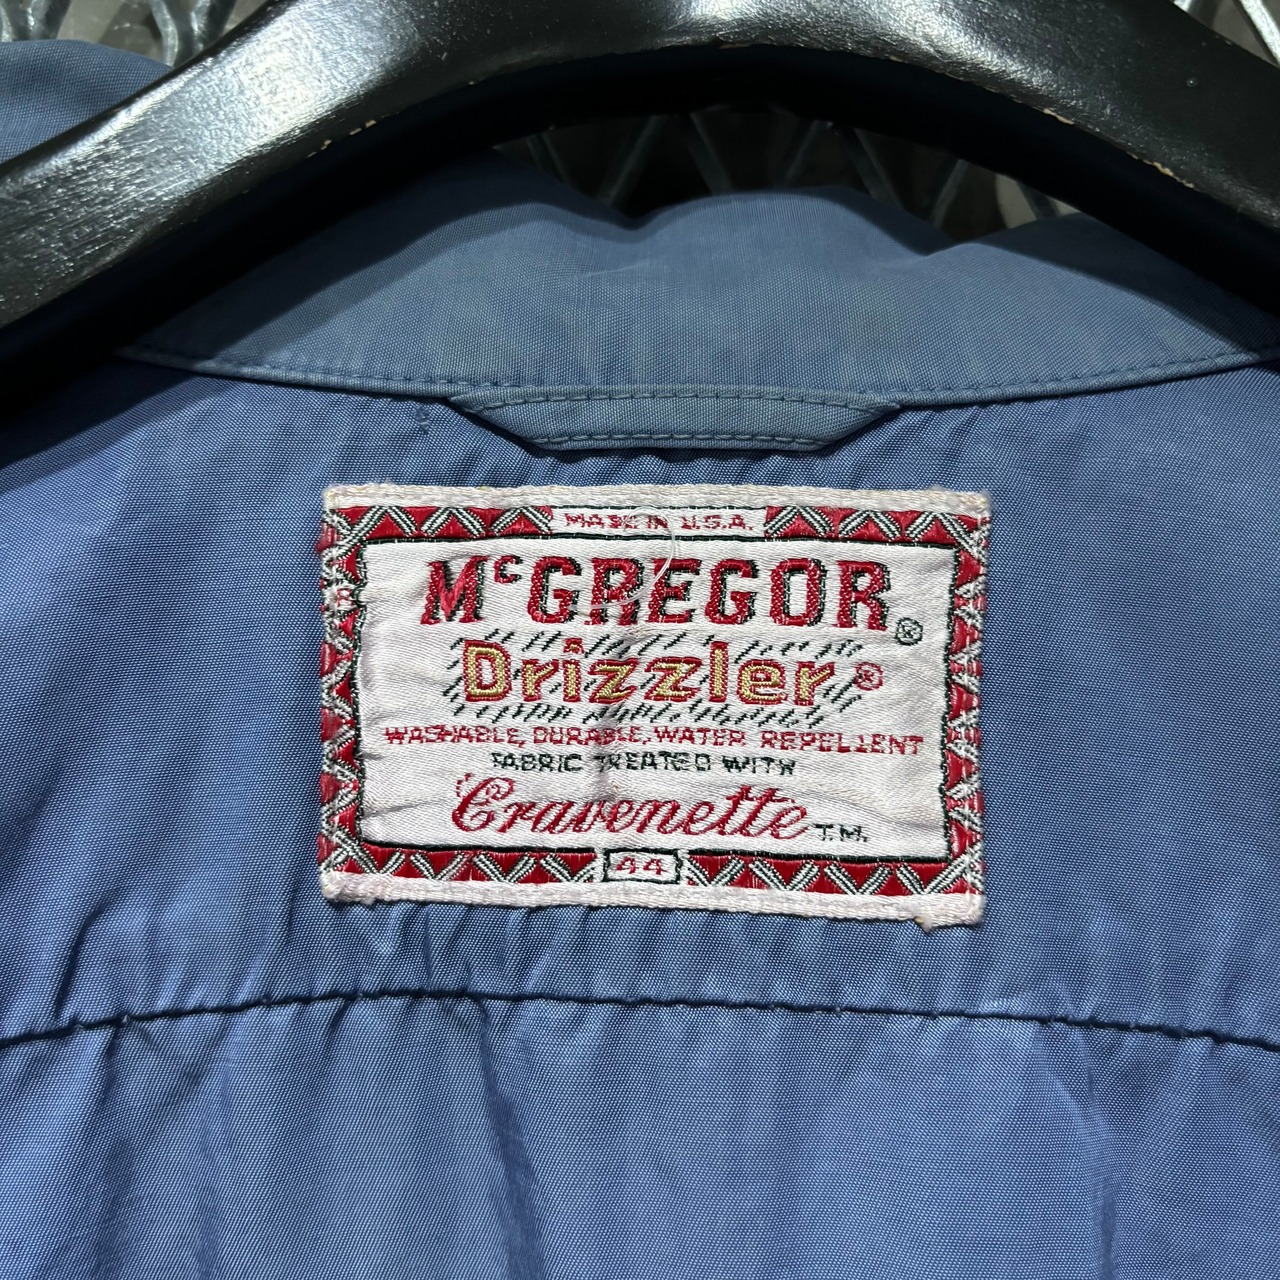 MADE IN U.S.A.
McGREGOR®
Drizzler®
WASHABLE, DURABLE, WATER REPELLENT
FABRIC TREATED WITH
Cravenette T.M.
44